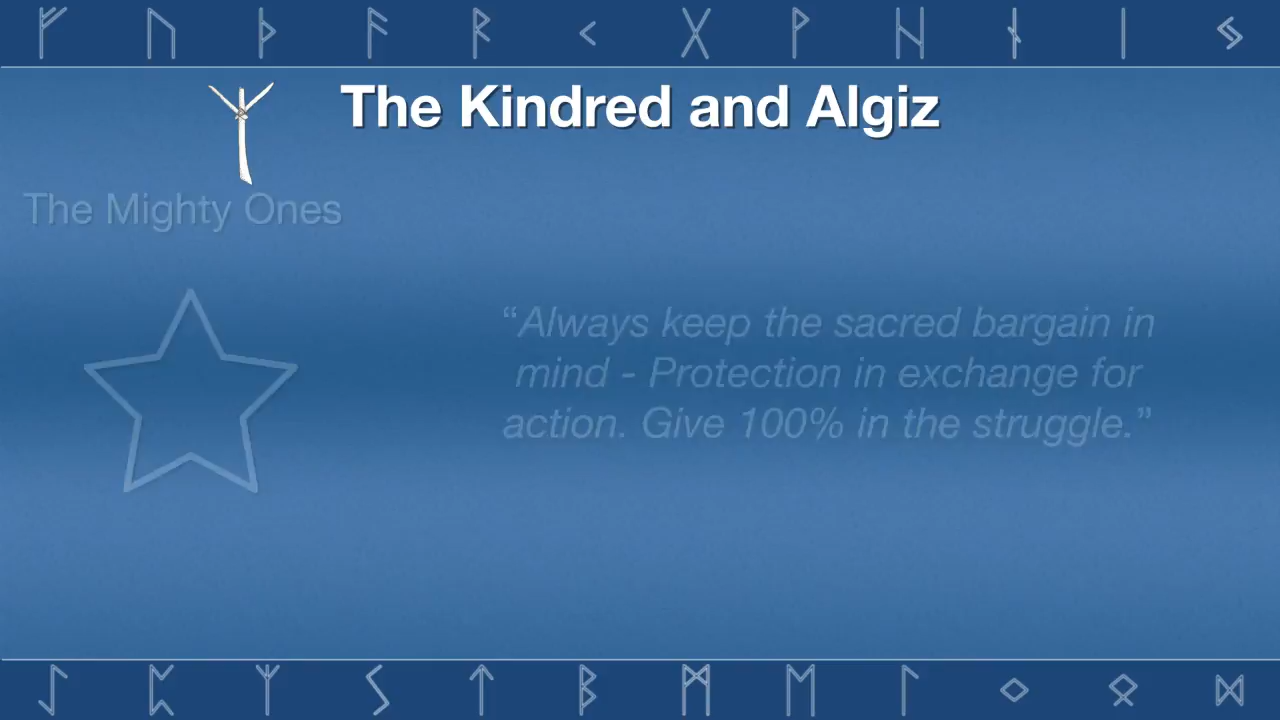 ᚠ ᚢ ᚦ ᚨ ᚱ ᚲ ᚷ ᚹ ᚺ ᚾ ᛁ ᛃ
ᛉ The Kindred and Algiz
The Mighty Ones
“Always keep the sacred bargain in
mind - Protection in exchange for
action. Give 100% in the struggle.”
ᛇ ᛈ ᛉ ᛊ ᛏ ᛒ ᛗ ᛖ ᛚ ᛜ ᛟ ᛞ